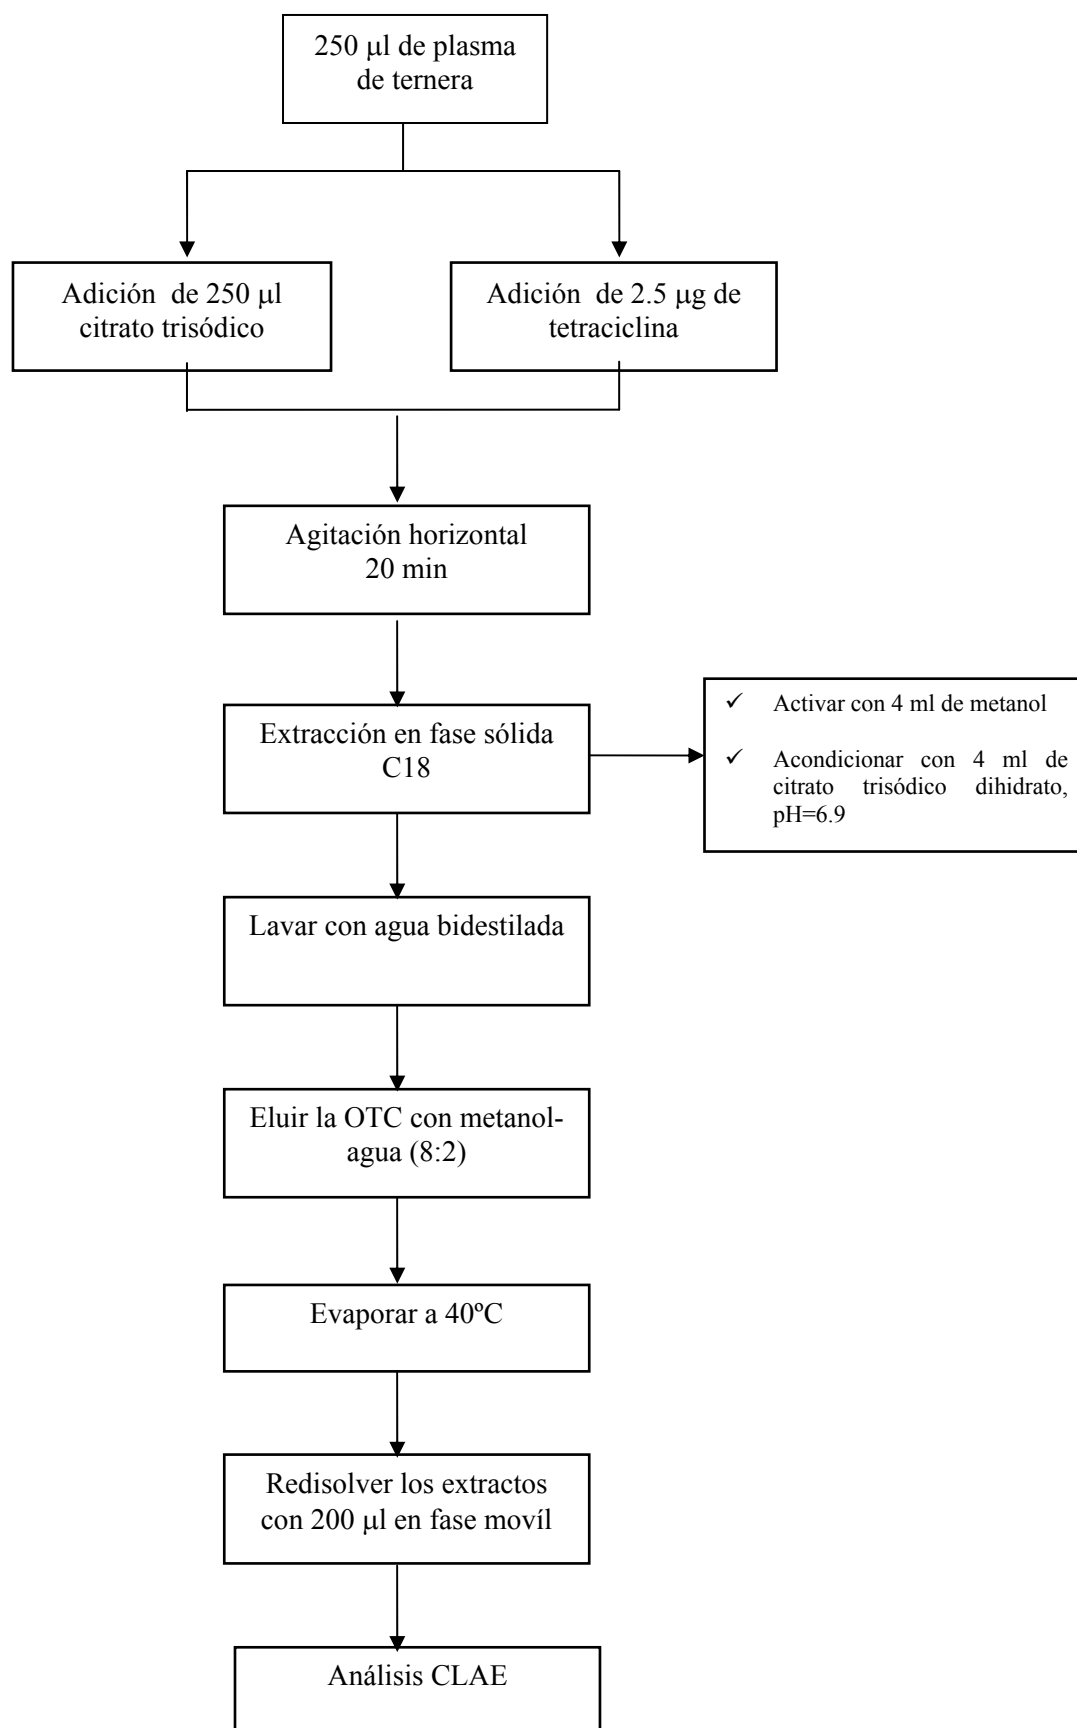 250 µl de plasma
de ternera
Adición de 250 µl
citrato trisódico
Adición de 2.5 µg de
tetraciclina
Agitación horizontal
20 min
Extracción en fase sólida
C18
✓ Activar con 4 ml de metanol
✓ Acondicionar con 4 ml de
citrato trisódico dihidrato,
pH=6.9
Lavar con agua bidestilada
Eluir la OTC con metanol-
agua (8:2)
Evaporar a 40ºC
Redisolver los extractos
con 200 µl en fase movíl
Análisis CLAE